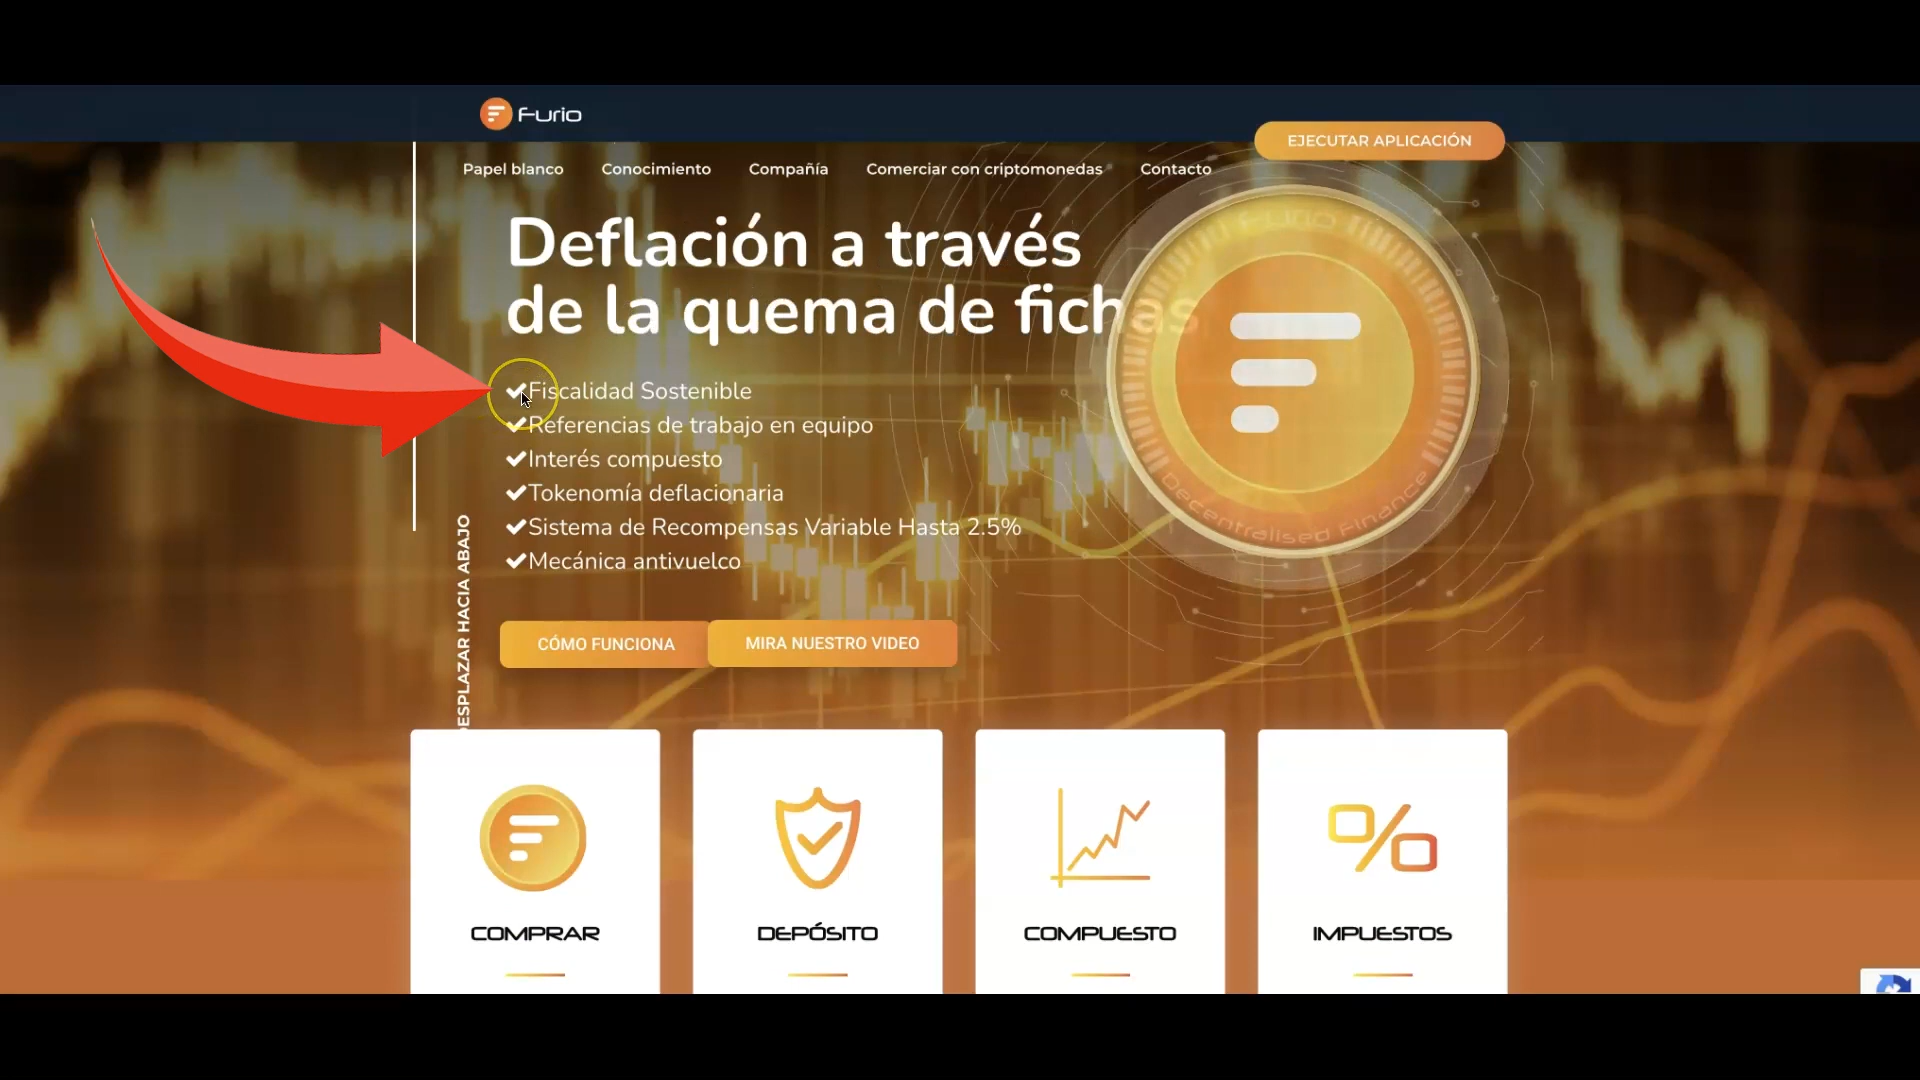 Furio
EJECUTAR APLICACIÓN
Papel blanco
Conocimiento
Compañía
Comerciar con criptomonedas
Contacto
Deflación a través
de la quema de fichas
Fiscalidad Sostenible
Referencias de trabajo en equipo
Interés compuesto
Tokenomía deflacionaria
Sistema de Recompensas Variable Hasta 2.5%
Mecánica antivuelco
ESPLAZAR HACIA ABAJO
CÓMO FUNCIONA
MIRA NUESTRO VIDEO
Furio
Decentralised Finance
COMPRAR
DEPÓSITO
COMPUESTO
IMPUESTOS